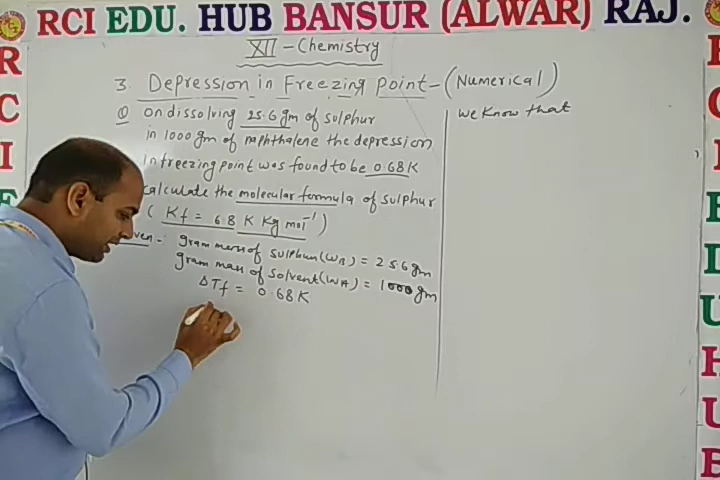 RCI EDU. HUB BANSUR (ALWAR) RAJ.
XII - Chemistry
3. Depression in Freezing Point - (Numerical)
① on dissolving 25.6 gm of sulphur
in 1000 gm of naphthalene the depression
in freezing point was found to be 0.68K
calculate the molecular formula of sulphur
( Kf = 6.8 K Kg mol⁻¹ )
gram mass of sulphur (WB) = 25.6 gm
gram mass of solvent (WA) = 1000 gm
ΔTf = 0.68K
We Know that
R
C
I
E